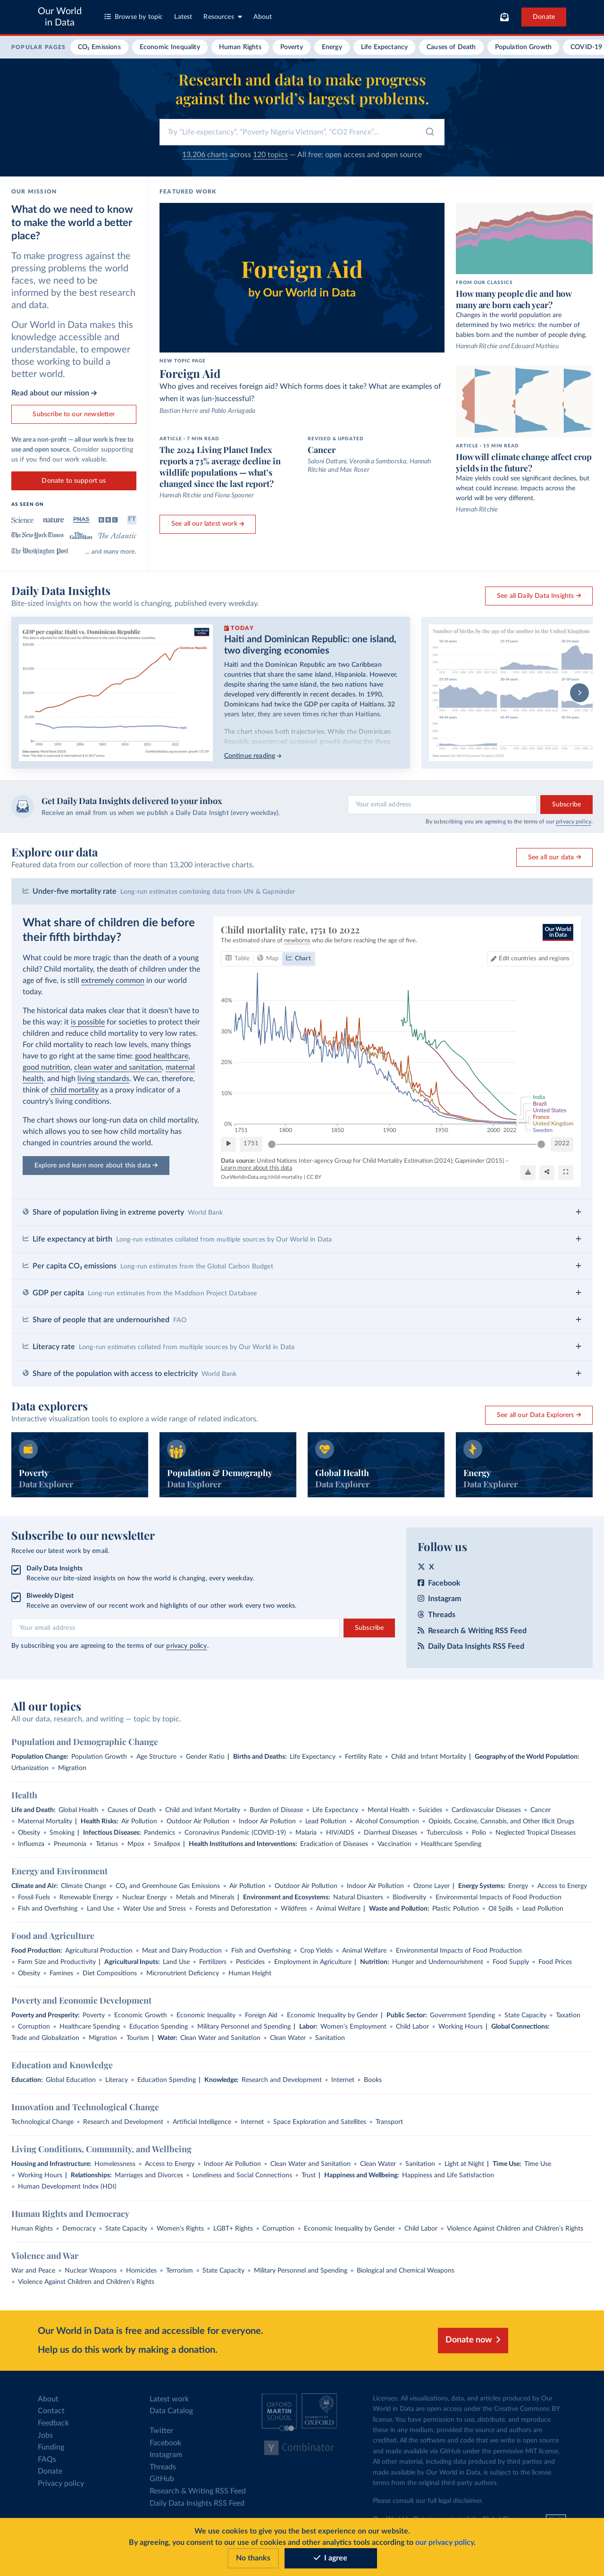 Our World
in Data
Browse by topic
Latest
Resources
About
Donate
POPULAR PAGES
CO₂ Emissions
Economic Inequality
Human Rights
Poverty
Energy
Life Expectancy
Causes of Death
Population Growth
COVID-19
Research and data to make progress
against the world's largest problems.
Try "Life expectancy", "Poverty Nigeria Vietnam", "CO2 France"...
13,206 charts across 120 topics — All free: open access and open source
OUR MISSION
What do we need to know
to make the world a better
place?
To make progress against the
pressing problems the world
faces, we need to be
informed by the best research
and data.
Our World in Data makes this
knowledge accessible and
understandable, to empower
those working to build a
better world.
Read about our mission →
Subscribe to our newsletter
We are a non-profit — all our work is free to
use and open source. Consider supporting
us if you find our work valuable.
Donate to support us
AS SEEN ON
Science
nature
PNAS
BBC
FT
The New York Times
The Guardian
The Atlantic
The Washington Post
... and many more.
FEATURED WORK
Foreign Aid
by Our World in Data
NEW TOPIC PAGE
Foreign Aid
Who gives and receives foreign aid? Which forms does it take? What are examples of
when it was (un-)successful?
Bastian Herre and Pablo Arriagada
ARTICLE · 7 MIN READ
The 2024 Living Planet Index
reports a 73% average decline in
wildlife populations — what's
changed since the last report?
Hannah Ritchie and Fiona Spooner
REVISED & UPDATED
Cancer
Saloni Dattani, Veronika Samborska, Hannah
Ritchie and Max Roser
See all our latest work →
FROM OUR CLASSICS
How many people die and how
many are born each year?
Changes in the world population are
determined by two metrics: the number of
babies born and the number of people dying.
Hannah Ritchie and Edouard Mathieu
ARTICLE · 15 MIN READ
How will climate change affect crop
yields in the future?
Maize yields could see significant declines, but
wheat could increase. Impacts across the
world will be very different.
Hannah Ritchie
Daily Data Insights
Bite-sized insights on how the world is changing, published every weekday.
See all Daily Data Insights →
GDP per capita: Haiti vs. Dominican Republic
TODAY
Haiti and Dominican Republic: one island,
two diverging economies
Haiti and the Dominican Republic are two Caribbean
countries that share the same island, Hispaniola. However,
despite sharing the same island, the two nations have
developed very differently in recent decades. In 1990,
Dominicans had twice the GDP per capita of Haitians. 32
years later, they are seven times richer than Haitians.
The chart shows both trajectories. While the Dominican
Republic experienced sustained growth during the three
Continue reading →
Number of births by age of the mother in the world
Get Daily Data Insights delivered to your inbox
Receive an email from us when we publish a Daily Data Insight (every weekday).
Your email address
Subscribe
By subscribing you are agreeing to the terms of our privacy policy.
Explore our data
Featured data from our collection of more than 13,200 interactive charts.
See all our data →
Under-five mortality rate Long-run estimates combining data from UN & Gapminder
What share of children die before
their fifth birthday?
What could be more tragic than the death of a young
child? Child mortality, the death of children under the
age of five, is still extremely common in our world
today.
The historical data makes clear that it doesn't have to
be this way: it is possible for societies to protect their
children and reduce child mortality to very low rates.
For child mortality to reach low levels, many things
have to go right at the same time: good healthcare,
good nutrition, clean water and sanitation, maternal
health, and high living standards. We can, therefore,
think of child mortality as a proxy indicator of a
country's living conditions.
The chart shows our long-run data on child mortality,
which allows you to see how child mortality has
changed in countries around the world.
Explore and learn more about this data →
Child mortality rate, 1751 to 2022
The estimated share of newborns who die before reaching the age of five.
Our World
in Data
Table
Map
Chart
Edit countries and regions
40%
30%
20%
10%
0%
1751
1800
1850
1900
1950
2000
2022
India
Brazil
United States
France
United Kingdom
Sweden
1751
2022
Data source: United Nations Inter-agency Group for Child Mortality Estimation (2024); Gapminder (2015) –
Learn more about this data
OurWorldinData.org/child-mortality | CC BY
Share of population living in extreme poverty World Bank
Life expectancy at birth Long-run estimates collated from multiple sources by Our World in Data
Per capita CO₂ emissions Long-run estimates from the Global Carbon Budget
GDP per capita Long-run estimates from the Maddison Project Database
Share of people that are undernourished FAO
Literacy rate Long-run estimates collated from multiple sources by Our World in Data
Share of the population with access to electricity World Bank
Data explorers
Interactive visualization tools to explore a wide range of related indicators.
See all our Data Explorers →
Poverty
Data Explorer
Population & Demography
Data Explorer
Global Health
Data Explorer
Energy
Data Explorer
Subscribe to our newsletter
Receive our latest work by email.
Daily Data Insights
Receive our bite-sized insights on how the world is changing, every weekday.
Biweekly Digest
Receive an overview of our recent work and highlights of our other work every two weeks.
Your email address
Subscribe
By subscribing you are agreeing to the terms of our privacy policy.
Follow us
X
Facebook
Instagram
Threads
Research & Writing RSS Feed
Daily Data Insights RSS Feed
All our topics
All our data, research, and writing — topic by topic.
Population and Demographic Change
Population Change: Population Growth • Age Structure • Gender Ratio | Births and Deaths: Life Expectancy • Fertility Rate • Child and Infant Mortality | Geography of the World Population:
Urbanization • Migration
Health
Life and Death: Global Health • Causes of Death • Child and Infant Mortality • Burden of Disease • Life Expectancy • Mental Health • Suicides • Cardiovascular Diseases • Cancer
• Maternal Mortality | Health Risks: Air Pollution • Outdoor Air Pollution • Indoor Air Pollution • Lead Pollution • Alcohol Consumption • Opioids, Cocaine, Cannabis, and Other Illicit Drugs
• Obesity • Smoking | Infectious Diseases: Pandemics • Coronavirus Pandemic (COVID-19) • Malaria • HIV/AIDS • Diarrheal Diseases • Tuberculosis • Polio • Neglected Tropical Diseases
• Influenza • Pneumonia • Tetanus • Mpox • Smallpox | Health Institutions and Interventions: Eradication of Diseases • Vaccination • Healthcare Spending
Energy and Environment
Climate and Air: Climate Change • CO₂ and Greenhouse Gas Emissions • Air Pollution • Outdoor Air Pollution • Indoor Air Pollution • Ozone Layer | Energy Systems: Energy • Access to Energy
• Fossil Fuels • Renewable Energy • Nuclear Energy • Metals and Minerals | Environment and Ecosystems: Natural Disasters • Biodiversity • Environmental Impacts of Food Production
• Fish and Overfishing • Land Use • Water Use and Stress • Forests and Deforestation • Wildfires • Animal Welfare | Waste and Pollution: Plastic Pollution • Oil Spills • Lead Pollution
Food and Agriculture
Food Production: Agricultural Production • Meat and Dairy Production • Fish and Overfishing • Crop Yields • Animal Welfare • Environmental Impacts of Food Production
• Farm Size and Productivity | Agricultural Inputs: Land Use • Fertilizers • Pesticides • Employment in Agriculture | Nutrition: Hunger and Undernourishment • Food Supply • Food Prices
• Obesity • Famines • Diet Compositions • Micronutrient Deficiency • Human Height
Poverty and Economic Development
Poverty and Prosperity: Poverty • Economic Growth • Economic Inequality • Foreign Aid • Economic Inequality by Gender | Public Sector: Government Spending • State Capacity • Taxation
• Corruption • Healthcare Spending • Education Spending • Military Personnel and Spending | Labor: Women's Employment • Child Labor • Working Hours | Global Connections:
Trade and Globalization • Migration • Tourism | Water: Clean Water and Sanitation • Clean Water • Sanitation
Education and Knowledge
Education: Global Education • Literacy • Education Spending | Knowledge: Research and Development • Internet • Books
Innovation and Technological Change
Technological Change • Research and Development • Artificial Intelligence • Internet • Space Exploration and Satellites • Transport
Living Conditions, Community, and Wellbeing
Housing and Infrastructure: Homelessness • Access to Energy • Indoor Air Pollution • Clean Water and Sanitation • Clean Water • Sanitation • Light at Night | Time Use: Time Use
• Working Hours | Relationships: Marriages and Divorces • Loneliness and Social Connections • Trust | Happiness and Wellbeing: Happiness and Life Satisfaction
• Human Development Index (HDI)
Human Rights and Democracy
Human Rights • Democracy • State Capacity • Women's Rights • LGBT+ Rights • Corruption • Economic Inequality by Gender • Child Labor • Violence Against Children and Children's Rights
Violence and War
War and Peace • Nuclear Weapons • Homicides • Terrorism • State Capacity • Military Personnel and Spending • Biological and Chemical Weapons
• Violence Against Children and Children's Rights
Our World in Data is free and accessible for everyone.
Help us do this work by making a donation.
Donate now
About
Contact
Feedback
Jobs
Funding
FAQs
Donate
Privacy policy
Latest work
Data Catalog
Twitter
Facebook
Instagram
Threads
GitHub
Research & Writing RSS Feed
Daily Data Insights RSS Feed
OXFORD
MARTIN
SCHOOL
UNIVERSITY OF
OXFORD
Y Combinator
Licenses: All visualizations, data, and articles produced by Our
World in Data are open access under the Creative Commons BY
license. You have permission to use, distribute, and reproduce
these in any medium, provided the source and authors are
credited. All the software and code that we write is open source
and made available via GitHub under the permissive MIT license.
All other material, including data produced by third parties and
made available by Our World in Data, is subject to the license
terms from the original third-party authors.
Please consult our full legal disclaimer.
We use cookies to give you the best experience on our website.
By agreeing, you consent to our use of cookies and other analytics tools according to our privacy policy.
No thanks
I agree